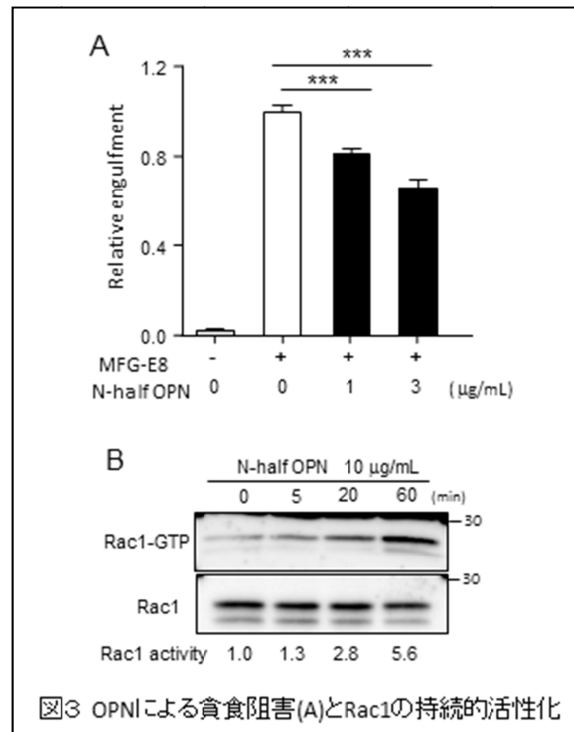 A
***
***
1.2
0.8
0.4
0.0
Relative engulfment
MFG-E8 - + + +
N-half OPN 0 0 1 3 (μg/mL)
B
N-half OPN 10 μg/mL
0 5 20 60 (min)
Rac1-GTP
30
Rac1
30
Rac1 activity 1.0 1.3 2.8 5.6
図3 OPNによる貪食阻害(A)とRac1の持続的活性化